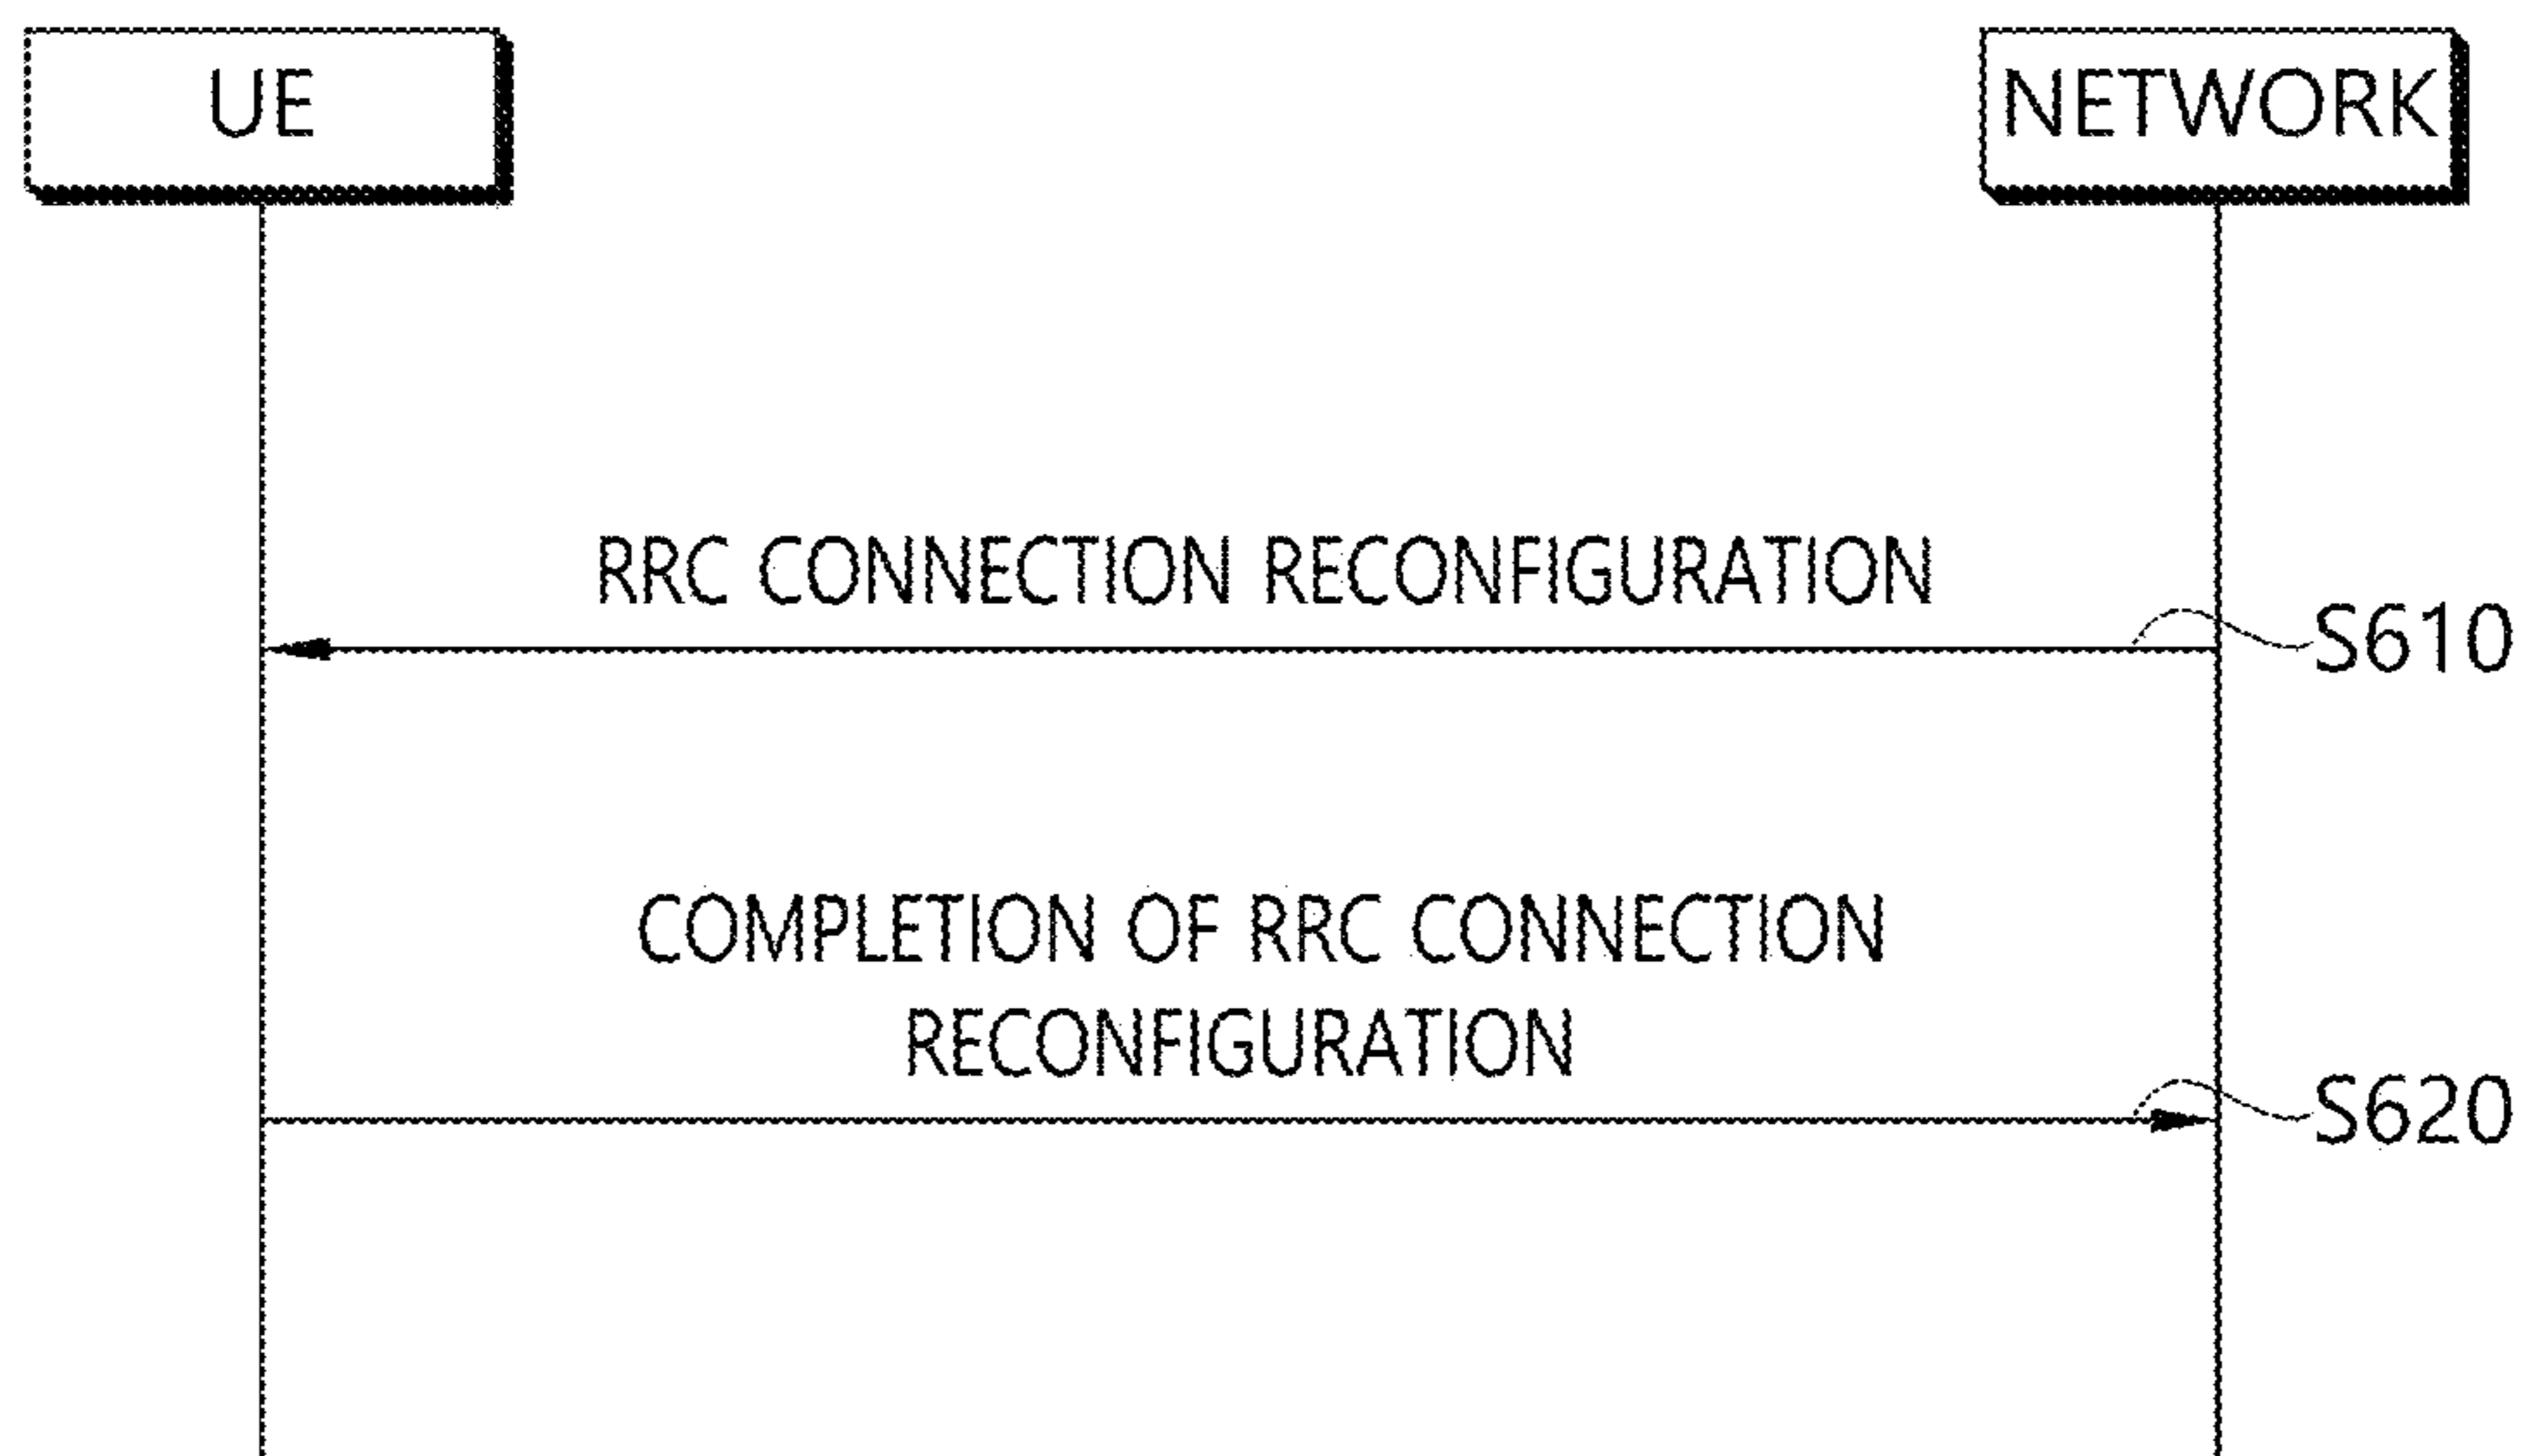 UE
NETWORK
RRC CONNECTION RECONFIGURATION
S610
COMPLETION OF RRC CONNECTION
RECONFIGURATION
S620